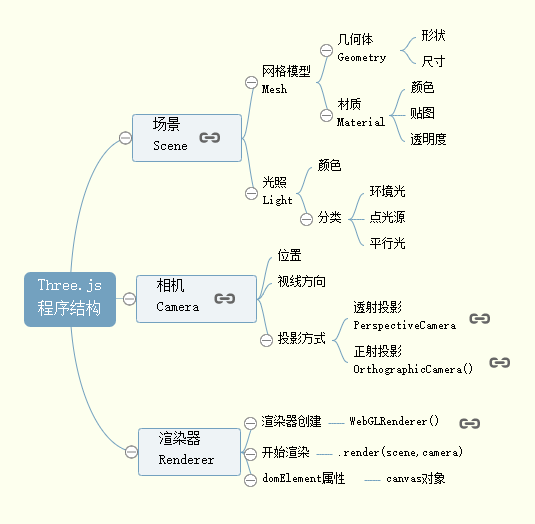 Three.js
程序结构
场景
Scene
网格模型
Mesh
几何体
Geometry
形状
尺寸
材质
Material
颜色
贴图
透明度
光照
Light
颜色
分类
环境光
点光源
平行光
相机
Camera
位置
视线方向
投影方式
透射投影
PerspectiveCamera
正射投影
OrthographicCamera()
渲染器
Renderer
渲染器创建
WebGLRenderer()
开始渲染
.render(scene,camera)
domElement属性
canvas对象